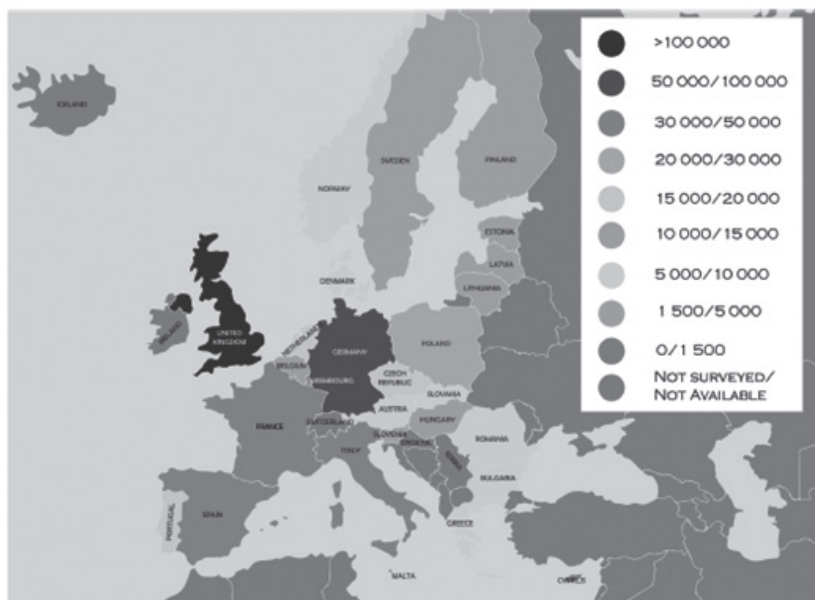 >100 000
50 000/100 000
30 000/50 000
20 000/30 000
15 000/20 000
10 000/15 000
5 000/10 000
1 500/5 000
0/1 500
NOT SURVEYED/
NOT AVAILABLE
ICELAND
SWEDEN
FINLAND
NORWAY
ESTONIA
LATVIA
DENMARK
LITHUANIA
UNITED
KINGDOM
IRELAND
NETHERLAND
GERMANY
POLAND
BELGIUM
CZECH
REPUBLIC
SLOVAKIA
AUSTRIA
HUNGARY
FRANCE
SWITZERLAND
SLOVENIA
ROMANIA
ITALY
BULGARIA
SPAIN
PORTUGAL
GREECE
MALTA
CYPRUS